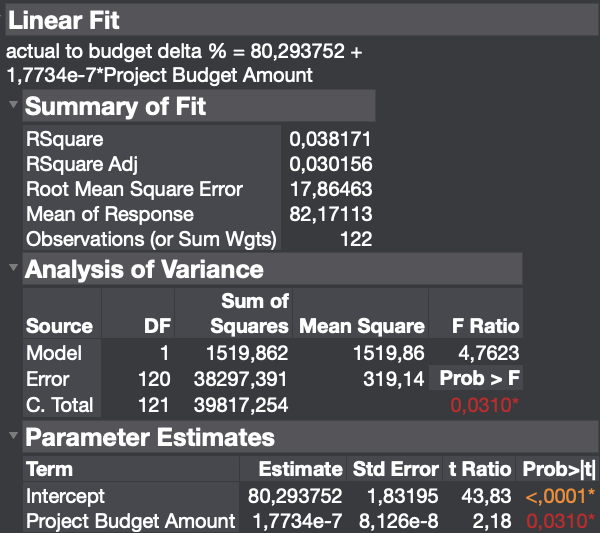 Linear Fit
actual to budget delta % = 80,293752 +
1,7734e-7*Project Budget Amount
Summary of Fit
RSquare 0,038171
RSquare Adj 0,030156
Root Mean Square Error 17,86463
Mean of Response 82,17113
Observations (or Sum Wgts) 122
Analysis of Variance
Sum of
Source DF Squares Mean Square F Ratio
Model 1 1519,862 1519,86 4,7623
Error 120 38297,391 319,14 Prob > F
C. Total 121 39817,254 0,0310*
Parameter Estimates
Term Estimate Std Error t Ratio Prob>|t|
Intercept 80,293752 1,83195 43,83 <,0001*
Project Budget Amount 1,7734e-7 8,126e-8 2,18 0,0310*